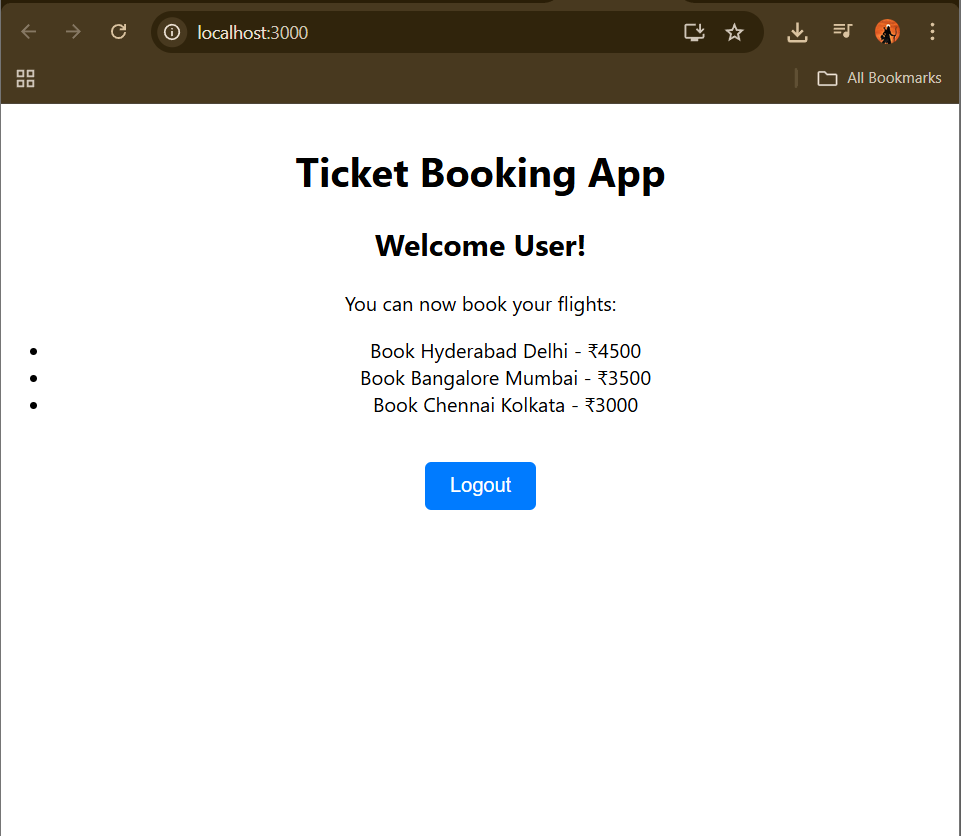 localhost:3000
All Bookmarks
Ticket Booking App
Welcome User!
You can now book your flights:
Book Hyderabad Delhi - ₹4500
Book Bangalore Mumbai - ₹3500
Book Chennai Kolkata - ₹3000
Logout